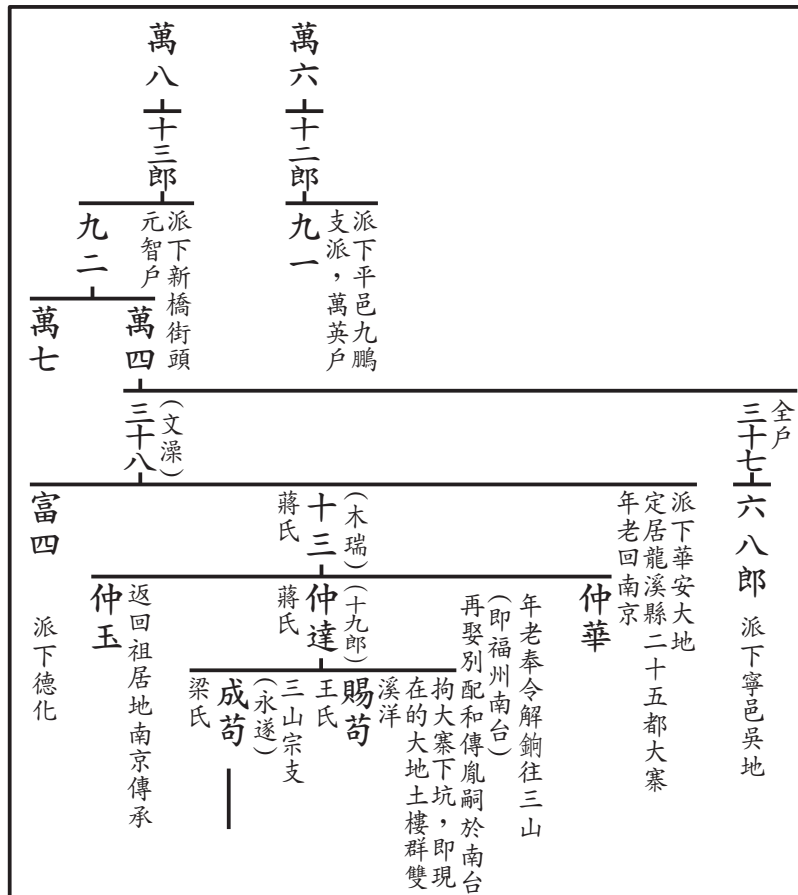 萬六
萬八
十二郎
十三郎
派下平邑九鵬
支派，萬英戶
九一
派下新橋街頭
元智戶
九二
萬四
萬七
全戶
三十七
(文澡)
三十八
六八郎
派下寧邑吳地
派下華安大地
定居龍溪縣二十五都大寨
年老回南京
(木瑞)
十三
蔣氏
富四
派下德化
仲華
年老奉令解餉往三山
(即福州南台)
再娶別配和傳胤嗣於南台
(十九郎)
仲達
蔣氏
返回祖居地南京傳承
仲玉
拘大寨下坑，即現
在的大地土樓群雙
溪洋
賜苟
王氏
三山宗支
(永遂)
成苟
梁氏